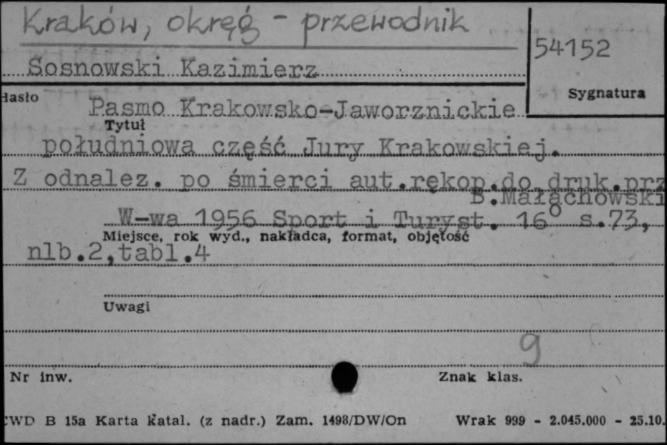 Kraków, okręg - przewodnik
54152
Sosnowski Kazimierz
Sygnatura
Hasło
Pasmo Krakowsko-Jaworznickie
Tytuł
południowa część Jury Krakowskiej.
Z odnalez. po śmierci aut.rękop.do druk.prz
B.Małachowski
W-wa 1956 Sport i Turyst. 16° s.73,
Miejsce, rok wyd., nakładca, format, objętość
nlb.2,tabl.4
Uwagi
9
Nr inw.
Znak klas.
CWD B 15a Karta katal. (z nadr.) Zam. 1498/DW/On
Wrak 999 - 2.045.000 - 25.10.